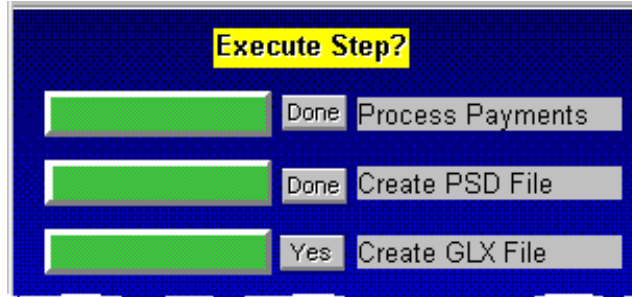 Execute Step?
Done Process Payments
Done Create PSD File
Yes Create GLX File